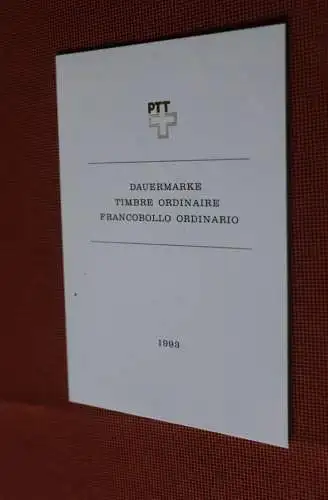 PTT
DAUERMARKE
TIMBRE ORDINAIRE
FRANCOBOLLO ORDINARIO
1993